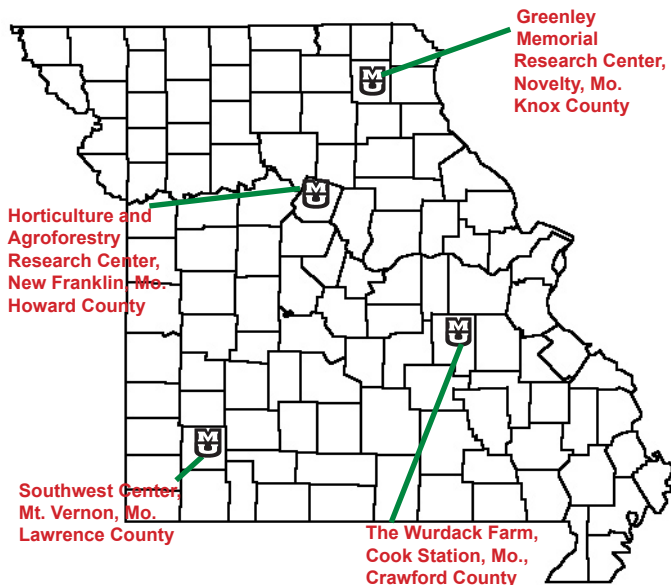 Greenley
Memorial
Research Center,
Novelty, Mo.
Knox County
Horticulture and
Agroforestry
Research Center,
New Franklin, Mo.
Howard County
Southwest Center,
Mt. Vernon, Mo.
Lawrence County
The Wurdack Farm,
Cook Station, Mo.,
Crawford County